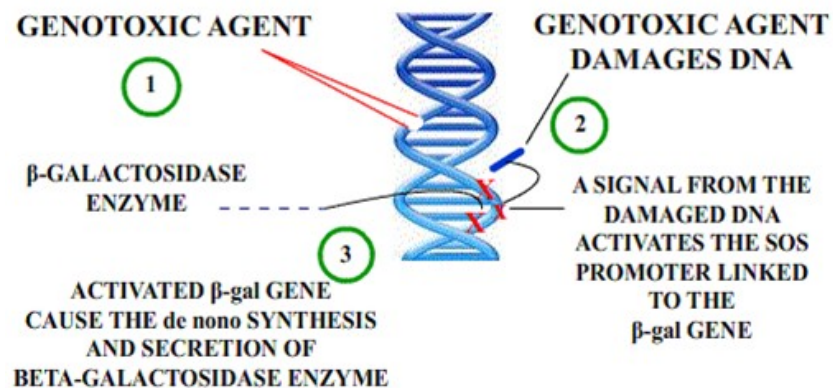 GENOTOXIC AGENT
1
GENOTOXIC AGENT
DAMAGES DNA
2
β-GALACTOSIDASE
ENZYME
A SIGNAL FROM THE
DAMAGED DNA
ACTIVATES THE SOS
PROMOTER LINKED
TO THE
β-gal GENE
X
X
X
3
ACTIVATED β-gal GENE
CAUSE THE de nono SYNTHESIS
AND SECRETION OF
BETA-GALACTOSIDASE ENZYME